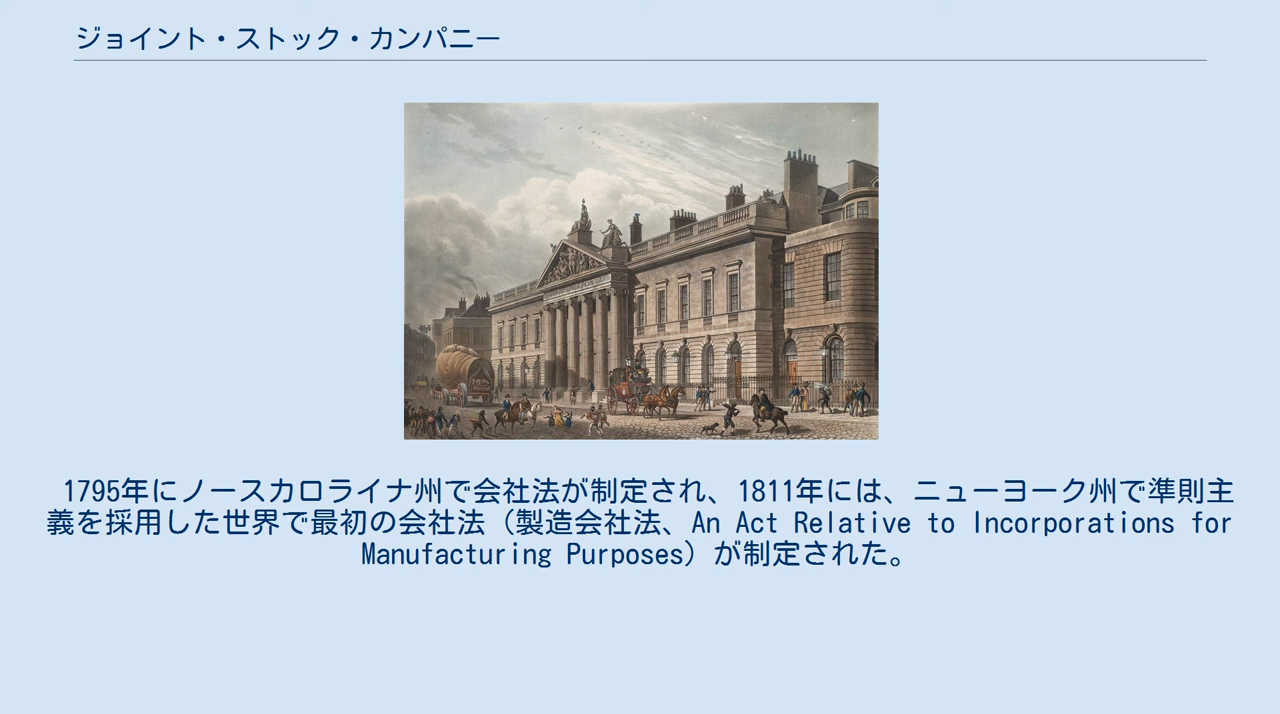 ジョイント・ストック・カンパニー
1795年にノースカロライナ州で会社法が制定され、1811年には、ニューヨーク州で準則主
義を採用した世界で最初の会社法（製造会社法、An Act Relative to Incorporations for
Manufacturing Purposes）が制定された。